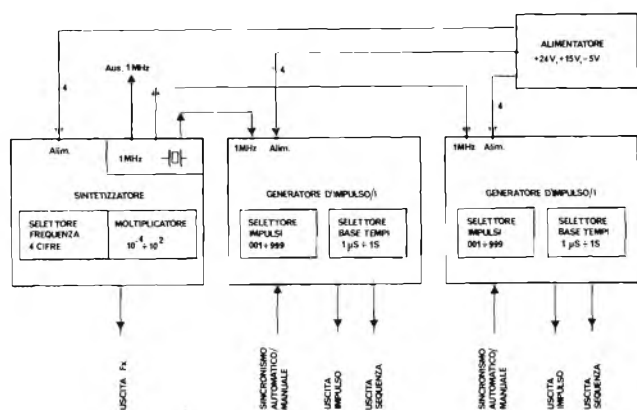 ALIMENTATORE
+24V, +15V, -5V
Aus. 1MHz
4
4
4
Alim.
1MHz
SINTETIZZATORE
SELETTORE
FREQUENZA
4 CIFRE
MOLTIPLICATORE
10⁻⁴ ÷ 10²
1MHz
Alim.
GENERATORE D'IMPULSO/I
SELETTORE
IMPULSI
001÷999
SELETTORE
BASE TEMPI
1 µS ÷ 1S
1MHz
Alim.
GENERATORE D'IMPULSO/I
SELETTORE
IMPULSI
001÷999
SELETTORE
BASE TEMPI
1 µS ÷ 1S
USCITA Fx
SINCRONISMO
AUTOMATICO/
MANUALE
USCITA
IMPULSO
USCITA
SEQUENZA
SINCRONISMO
AUTOMATICO/
MANUALE
USCITA
IMPULSO
USCITA
SEQUENZA